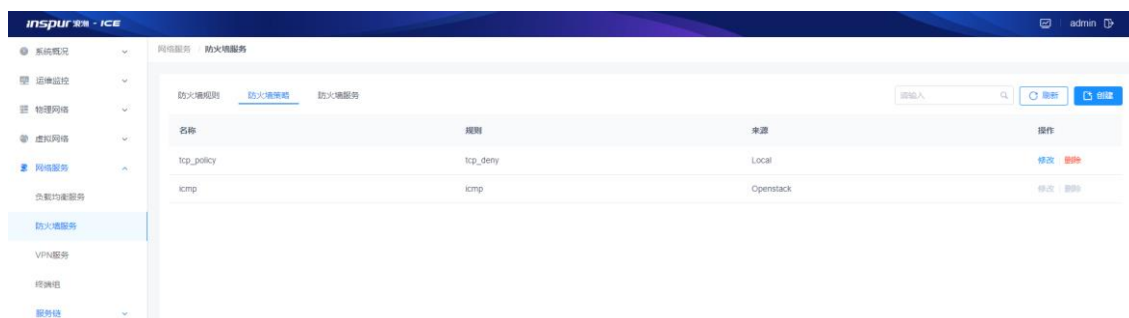 inspur 浪潮 - ICE
admin
系统概况
网络服务 防火墙服务
运维监控
防火墙规则 防火墙策略 防火墙服务 请输入 刷新 创建
物理网络
名称 规则 来源 操作
虚拟网络
tcp_policy tcp_deny Local 修改 删除
网络服务
icmp icmp Openstack 修改 删除
负载均衡服务
防火墙服务
VPN服务
终端组
服务链